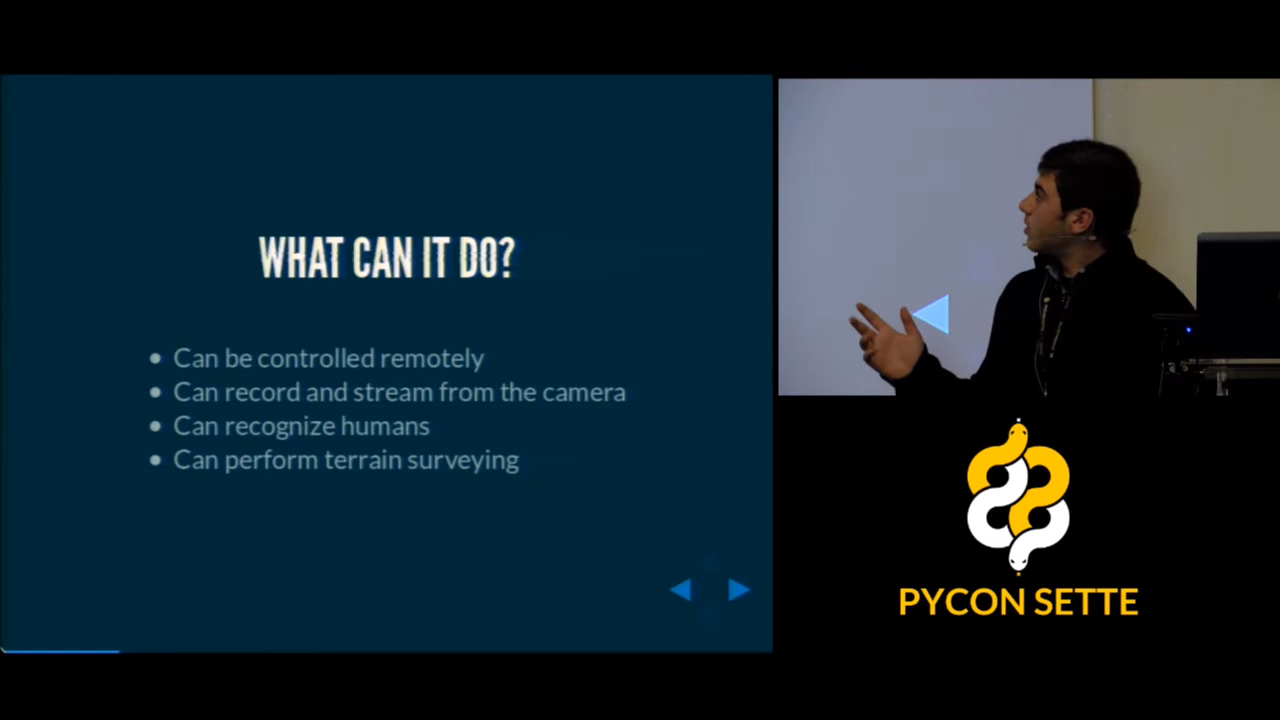 WHAT CAN IT DO?
Can be controlled remotely
Can record and stream from the camera
Can recognize humans
Can perform terrain surveying
PYCON SETTE